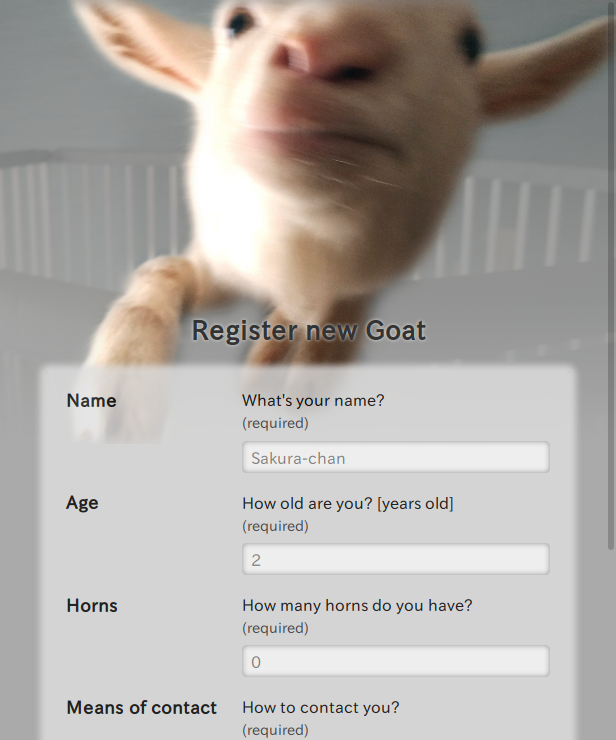 Register new Goat
Name
What's your name?
(required)
Sakura-chan
Age
How old are you? [years old]
(required)
2
Horns
How many horns do you have?
(required)
0
Means of contact
How to contact you?
(required)